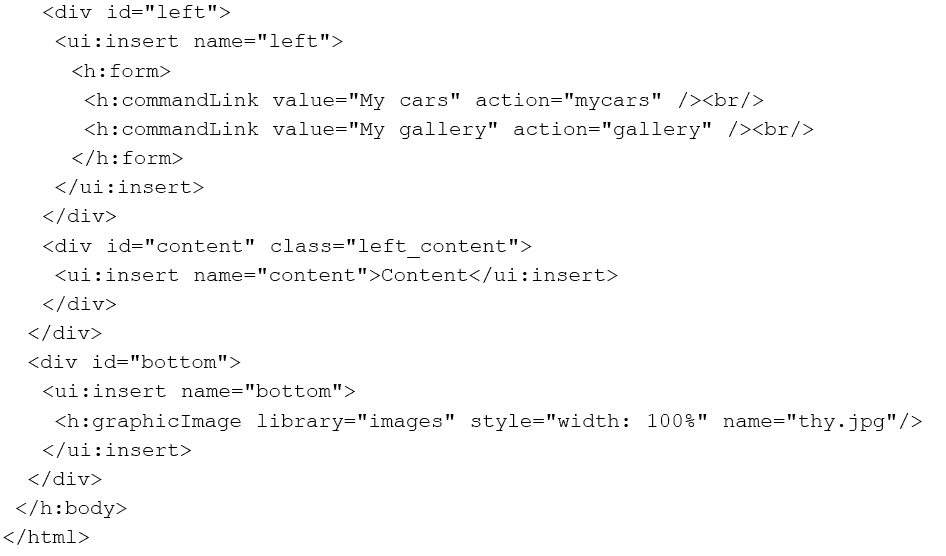 <div id="left">
<ui:insert name="left">
<h:form>
<h:commandLink value="My cars" action="mycars" /><br/>
<h:commandLink value="My gallery" action="gallery" /><br/>
</h:form>
</ui:insert>
</div>
<div id="content" class="left_content">
<ui:insert name="content">Content</ui:insert>
</div>
</div>
<div id="bottom">
<ui:insert name="bottom">
<h:graphicImage library="images" style="width: 100%" name="thy.jpg"/>
</ui:insert>
</div>
</h:body>
</html>